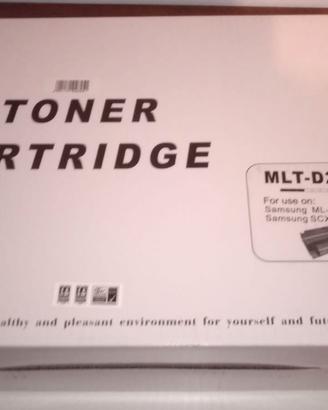 TONER
RTRIDGE
MLT-D
For use on:
Samsung ML-
Samsung SCX
althy and pleasant environment for yourself and fut